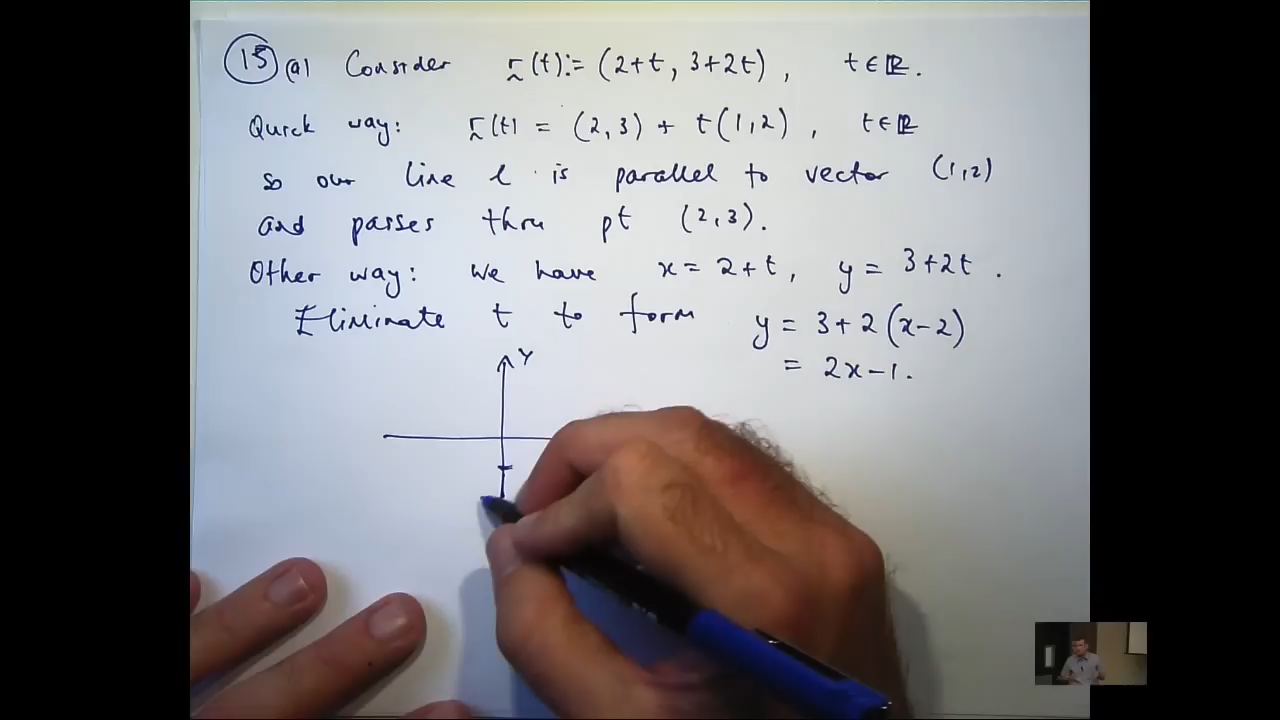 15 (a) Consider r(t):= (2+t, 3+2t), t∈ℝ.
Quick way: r(t) = (2,3) + t(1,2), t∈ℝ
so our line l is parallel to vector (1,2)
and passes thru pt (2,3).
Other way: we have x = 2+t, y = 3+2t.
Eliminate t to form y = 3+2(x-2)
= 2x-1.
Y